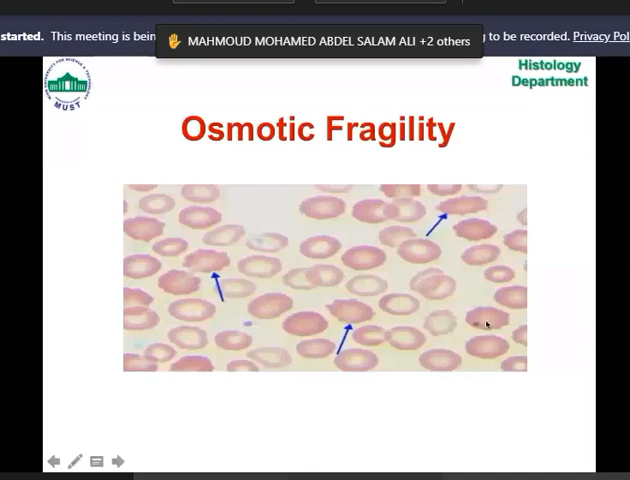 MAHMOUD MOHAMED ABDEL SALAM ALI +2 others
started. This meeting is bein
to be recorded. Privacy Pol
MUST
Histology
Department
Osmotic Fragility